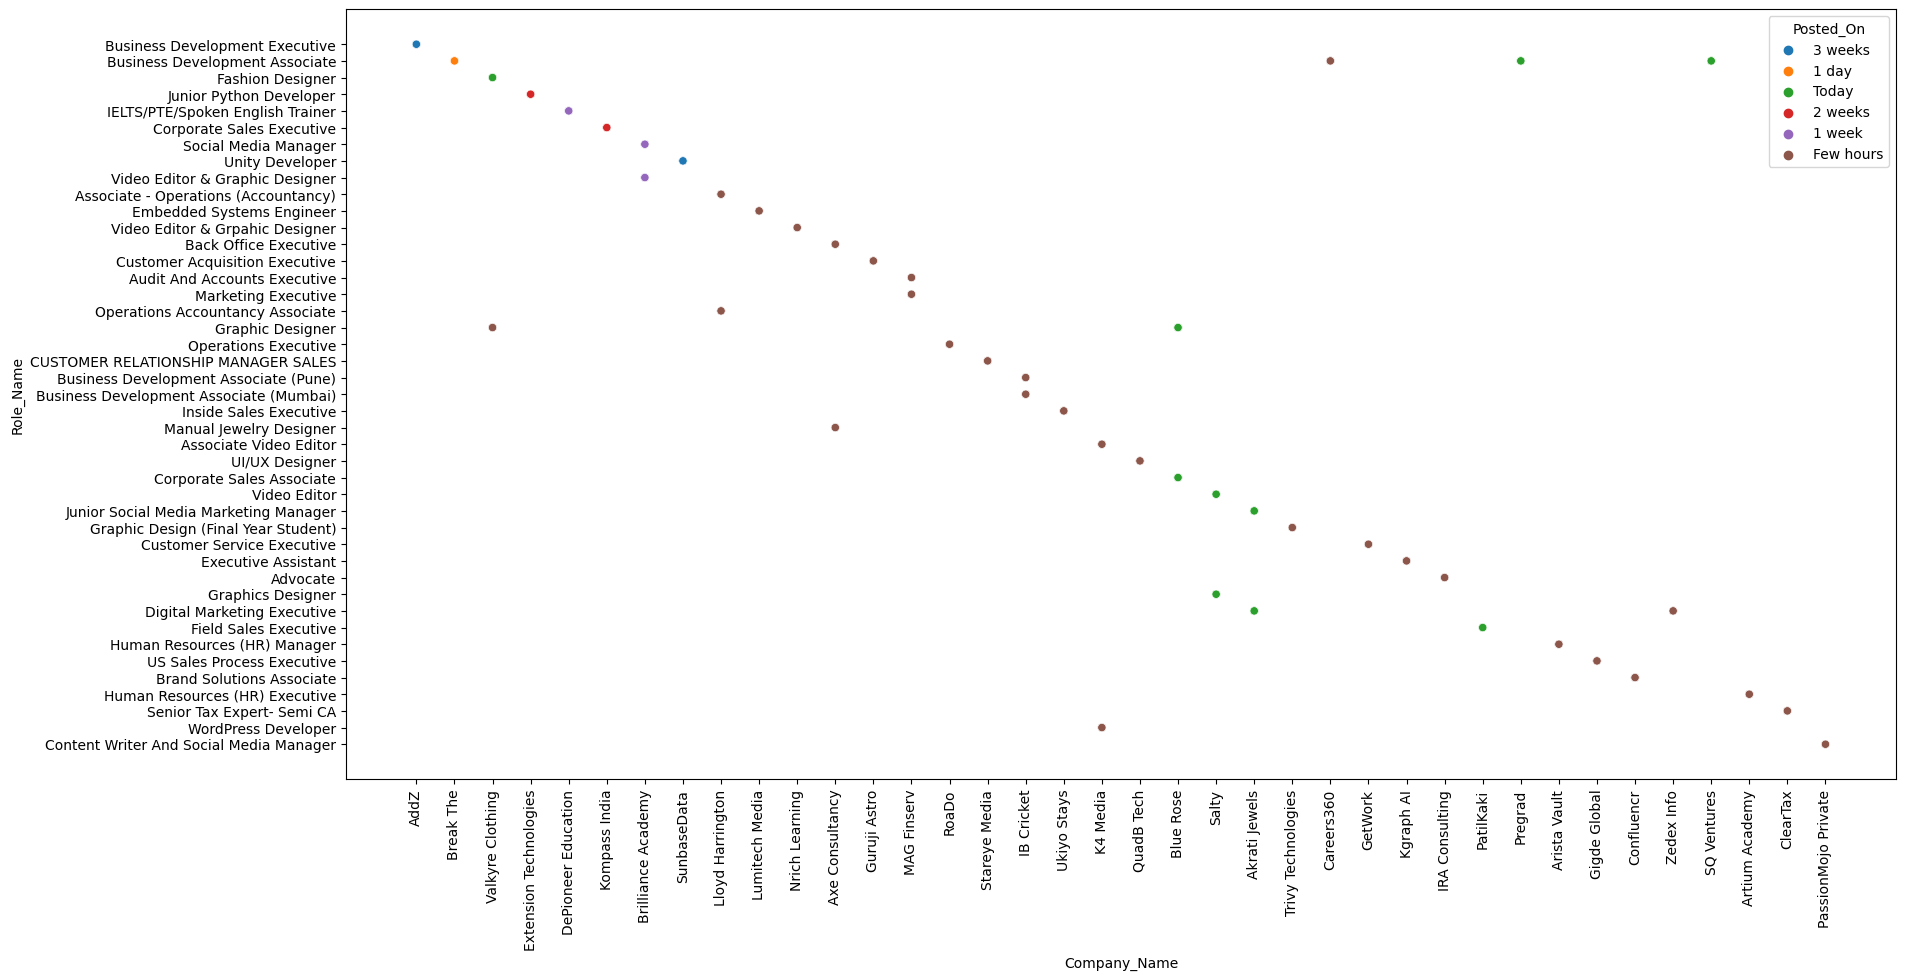 Posted_On
3 weeks
1 day
Today
2 weeks
1 week
Few hours
Role_Name
Business Development Executive
Business Development Associate
Fashion Designer
Junior Python Developer
IELTS/PTE/Spoken English Trainer
Corporate Sales Executive
Social Media Manager
Unity Developer
Video Editor & Graphic Designer
Associate - Operations (Accountancy)
Embedded Systems Engineer
Video Editor & Grpahic Designer
Back Office Executive
Customer Acquisition Executive
Audit And Accounts Executive
Marketing Executive
Operations Accountancy Associate
Graphic Designer
Operations Executive
CUSTOMER RELATIONSHIP MANAGER SALES
Business Development Associate (Pune)
Business Development Associate (Mumbai)
Inside Sales Executive
Manual Jewelry Designer
Associate Video Editor
UI/UX Designer
Corporate Sales Associate
Video Editor
Junior Social Media Marketing Manager
Graphic Design (Final Year Student)
Customer Service Executive
Executive Assistant
Advocate
Graphics Designer
Digital Marketing Executive
Field Sales Executive
Human Resources (HR) Manager
US Sales Process Executive
Brand Solutions Associate
Human Resources (HR) Executive
Senior Tax Expert- Semi CA
WordPress Developer
Content Writer And Social Media Manager
AddZ
Break The
Valkyre Clothing
Extension Technologies
DePioneer Education
Kompass India
Brilliance Academy
SunbaseData
Lloyd Harrington
Lumitech Media
Nrich Learning
Axe Consultancy
Guruji Astro
MAG Finserv
RoaDo
Stareye Media
IB Cricket
Ukiyo Stays
K4 Media
QuadB Tech
Blue Rose
Salty
Akrati Jewels
Trivy Technologies
Careers360
GetWork
Kgraph AI
IRA Consulting
PatilKaki
Pregrad
Arista Vault
Gigde Global
Confluencr
Zedex Info
SQ Ventures
Artium Academy
ClearTax
PassionMojo Private
Company_Name